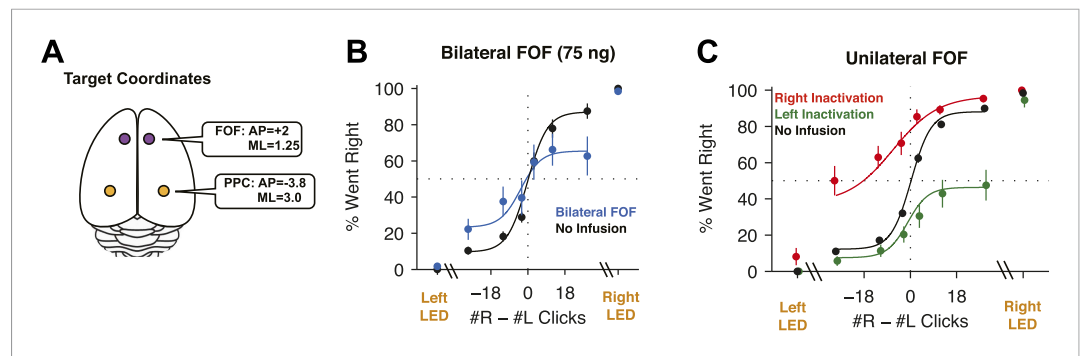 A
Target Coordinates
FOF: AP=+2
ML=1.25
PPC: AP=-3.8
ML=3.0
B
Bilateral FOF (75 ng)
% Went Right
100
80
60
40
20
0
Bilateral FOF
No Infusion
−18 0 18
Left
LED
#R − #L Clicks
Right
LED
C
Unilateral FOF
% Went Right
100
80
60
40
20
0
Right Inactivation
Left Inactivation
No Infusion
−18 0 18
Left
LED
#R − #L Clicks
Right
LED